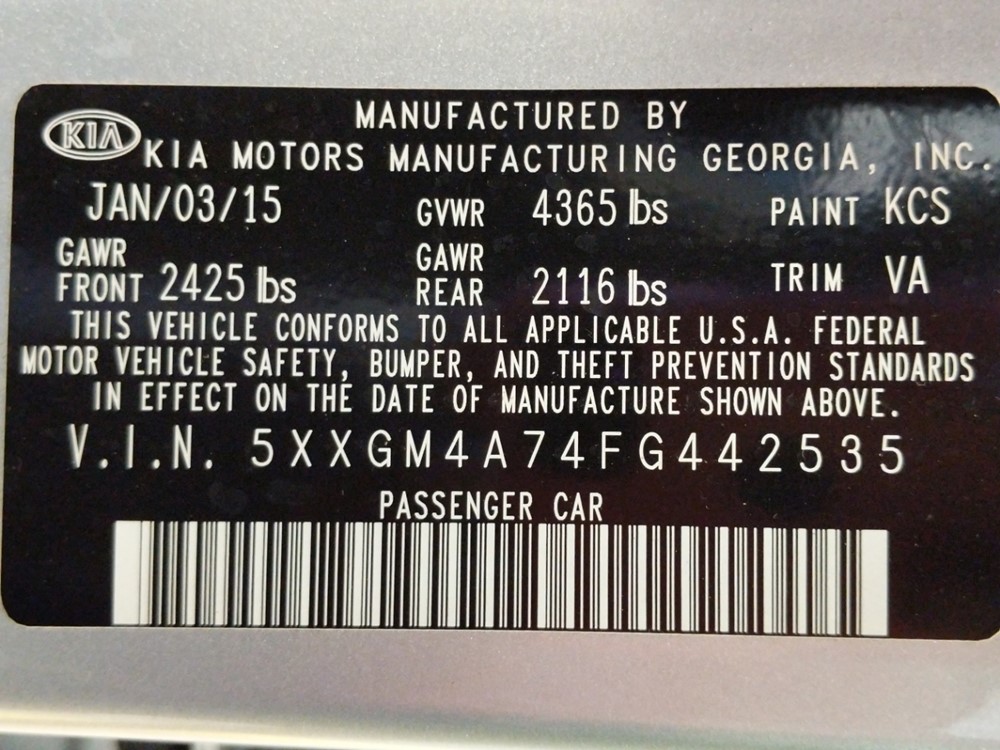 MANUFACTURED BY
KIA KIA MOTORS MANUFACTURING GEORGIA, INC.
JAN/03/15 GVWR 4365 lbs PAINT KCS
GAWR FRONT 2425 lbs GAWR REAR 2116 lbs TRIM VA
THIS VEHICLE CONFORMS TO ALL APPLICABLE U.S.A. FEDERAL
MOTOR VEHICLE SAFETY, BUMPER, AND THEFT PREVENTION STANDARDS
IN EFFECT ON THE DATE OF MANUFACTURE SHOWN ABOVE.
V.I.N. 5XXGM4A74FG442535
PASSENGER CAR